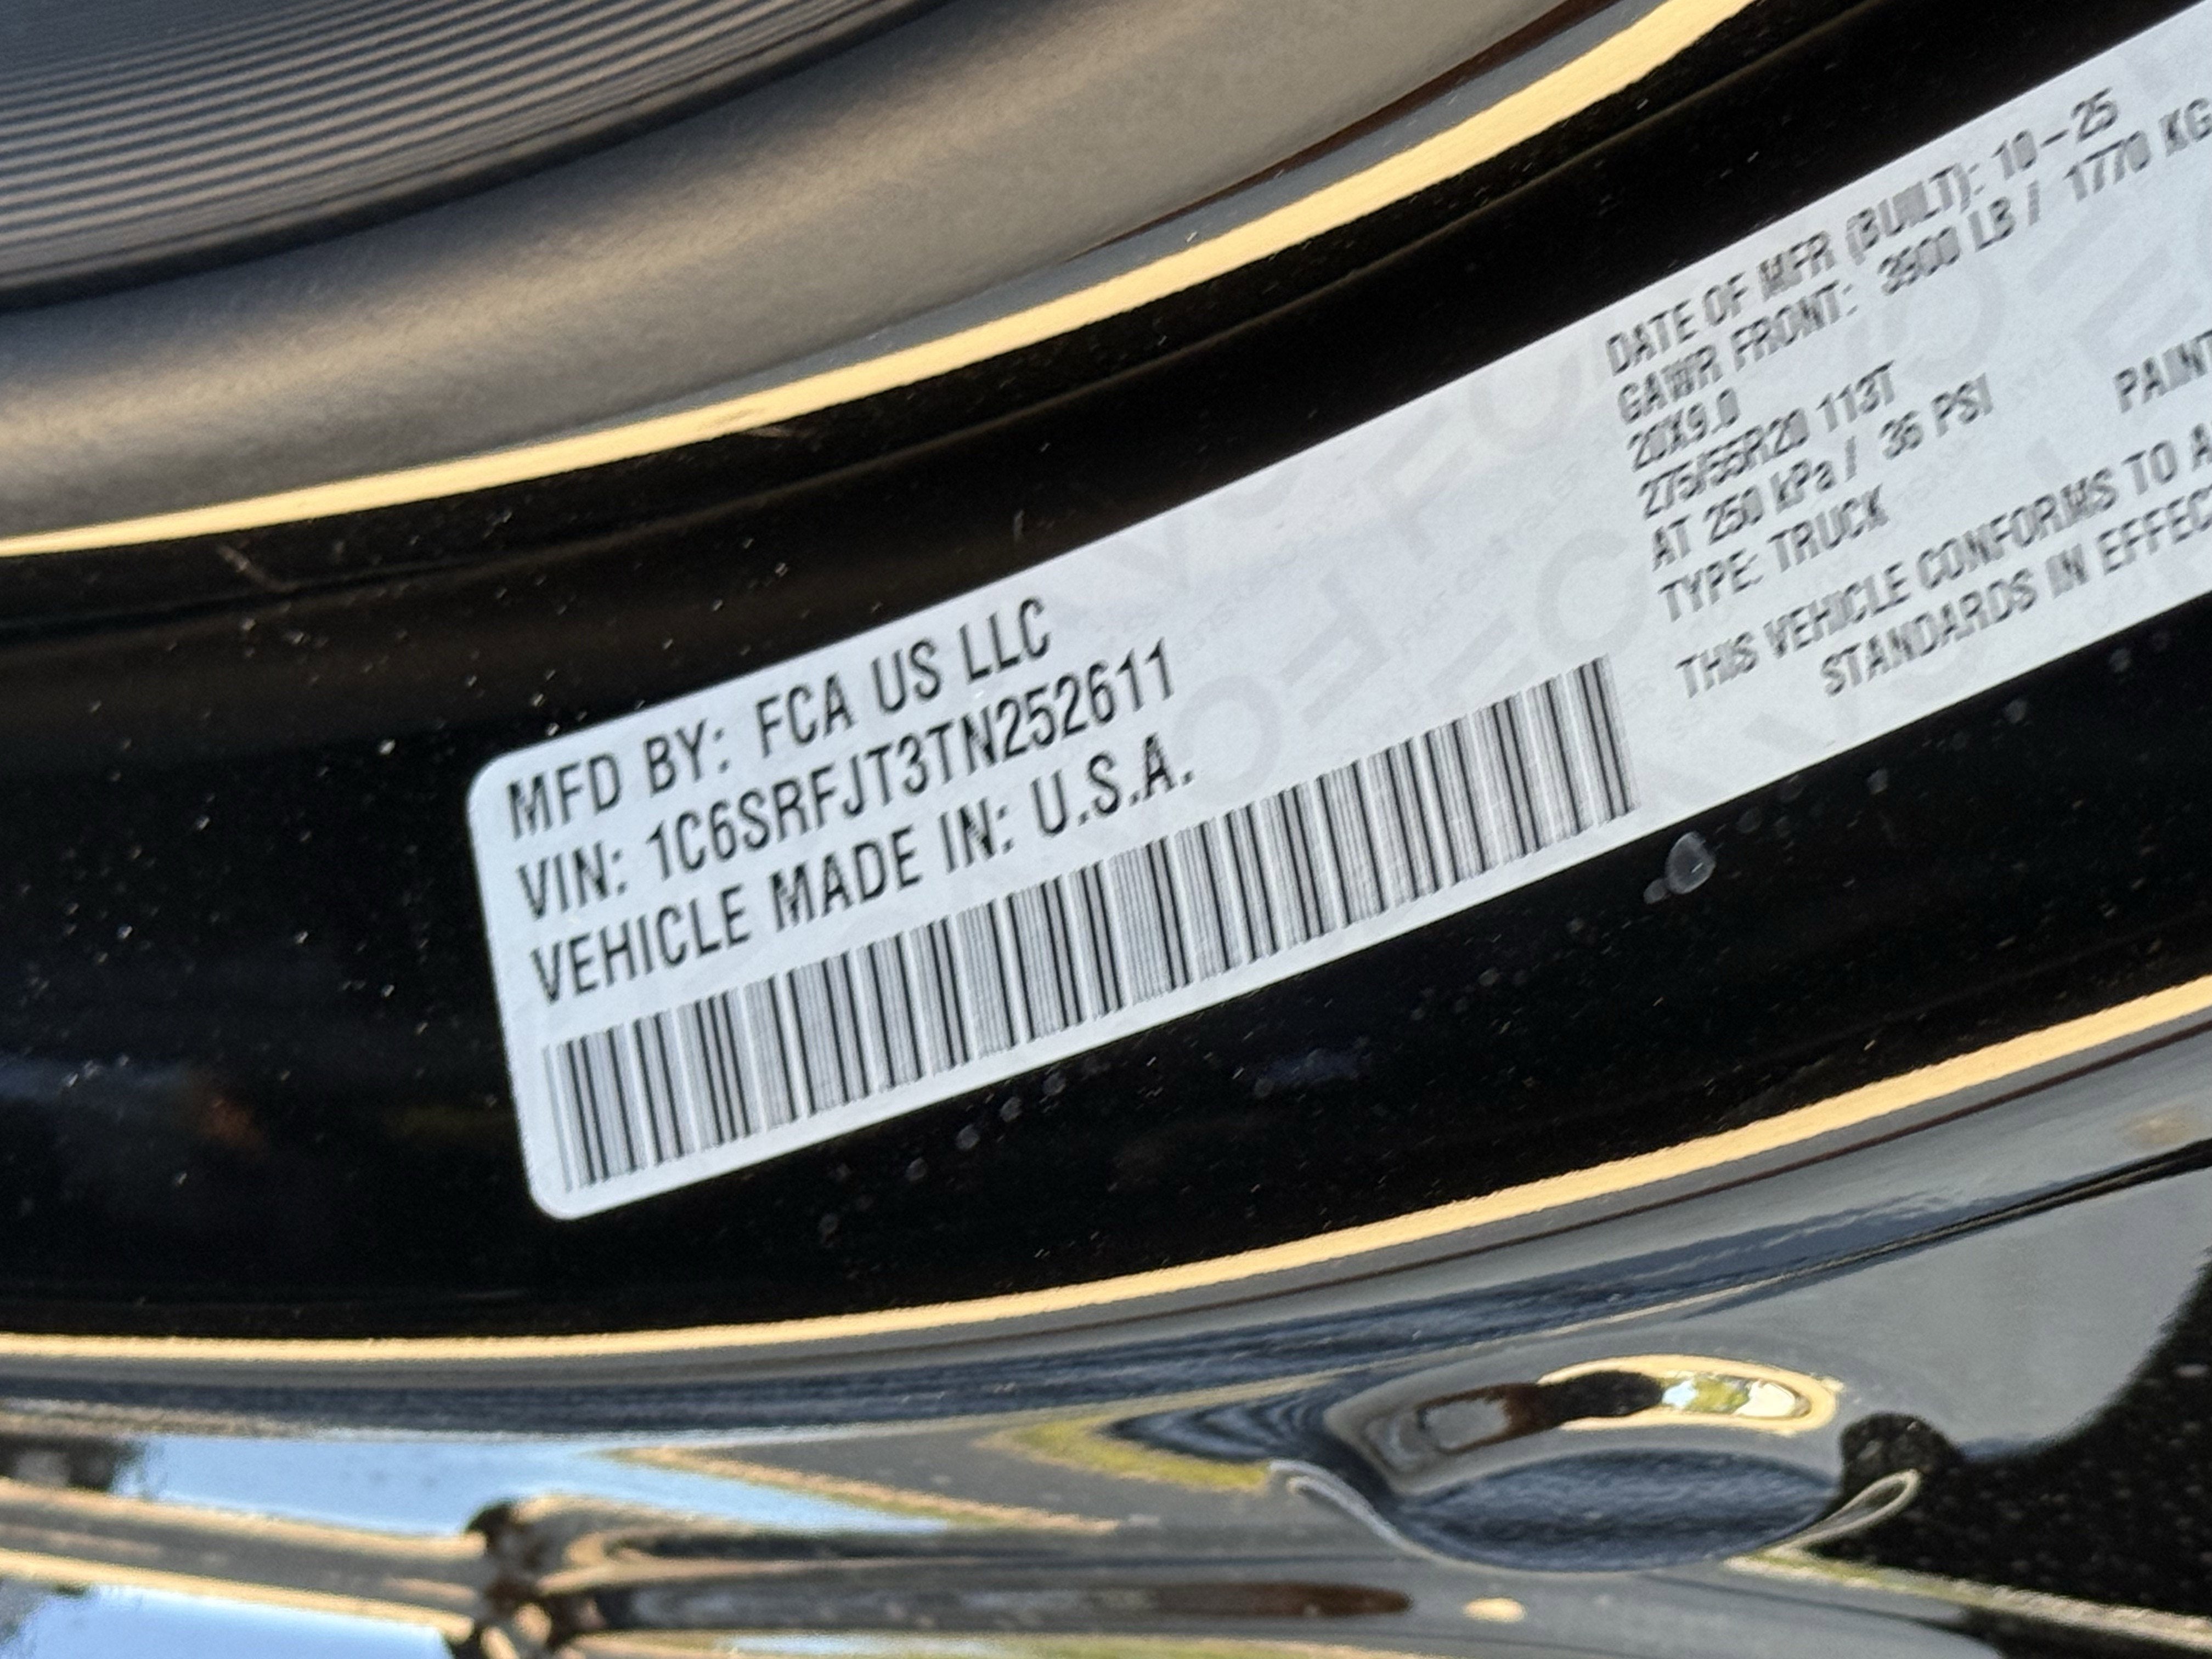 MFD BY: FCA US LLC
VIN: 1C6SRFJT3TN252611
VEHICLE MADE IN: U.S.A.
DATE OF MFR (BUILT): 10-25
GAWR FRONT: 3900 LB / 1770 KG
20X9.0
275/55R20 113T
AT 250 kPa / 36 PSI
PAINT
TYPE: TRUCK
THIS VEHICLE CONFORMS TO A
STANDARDS IN EFFEC